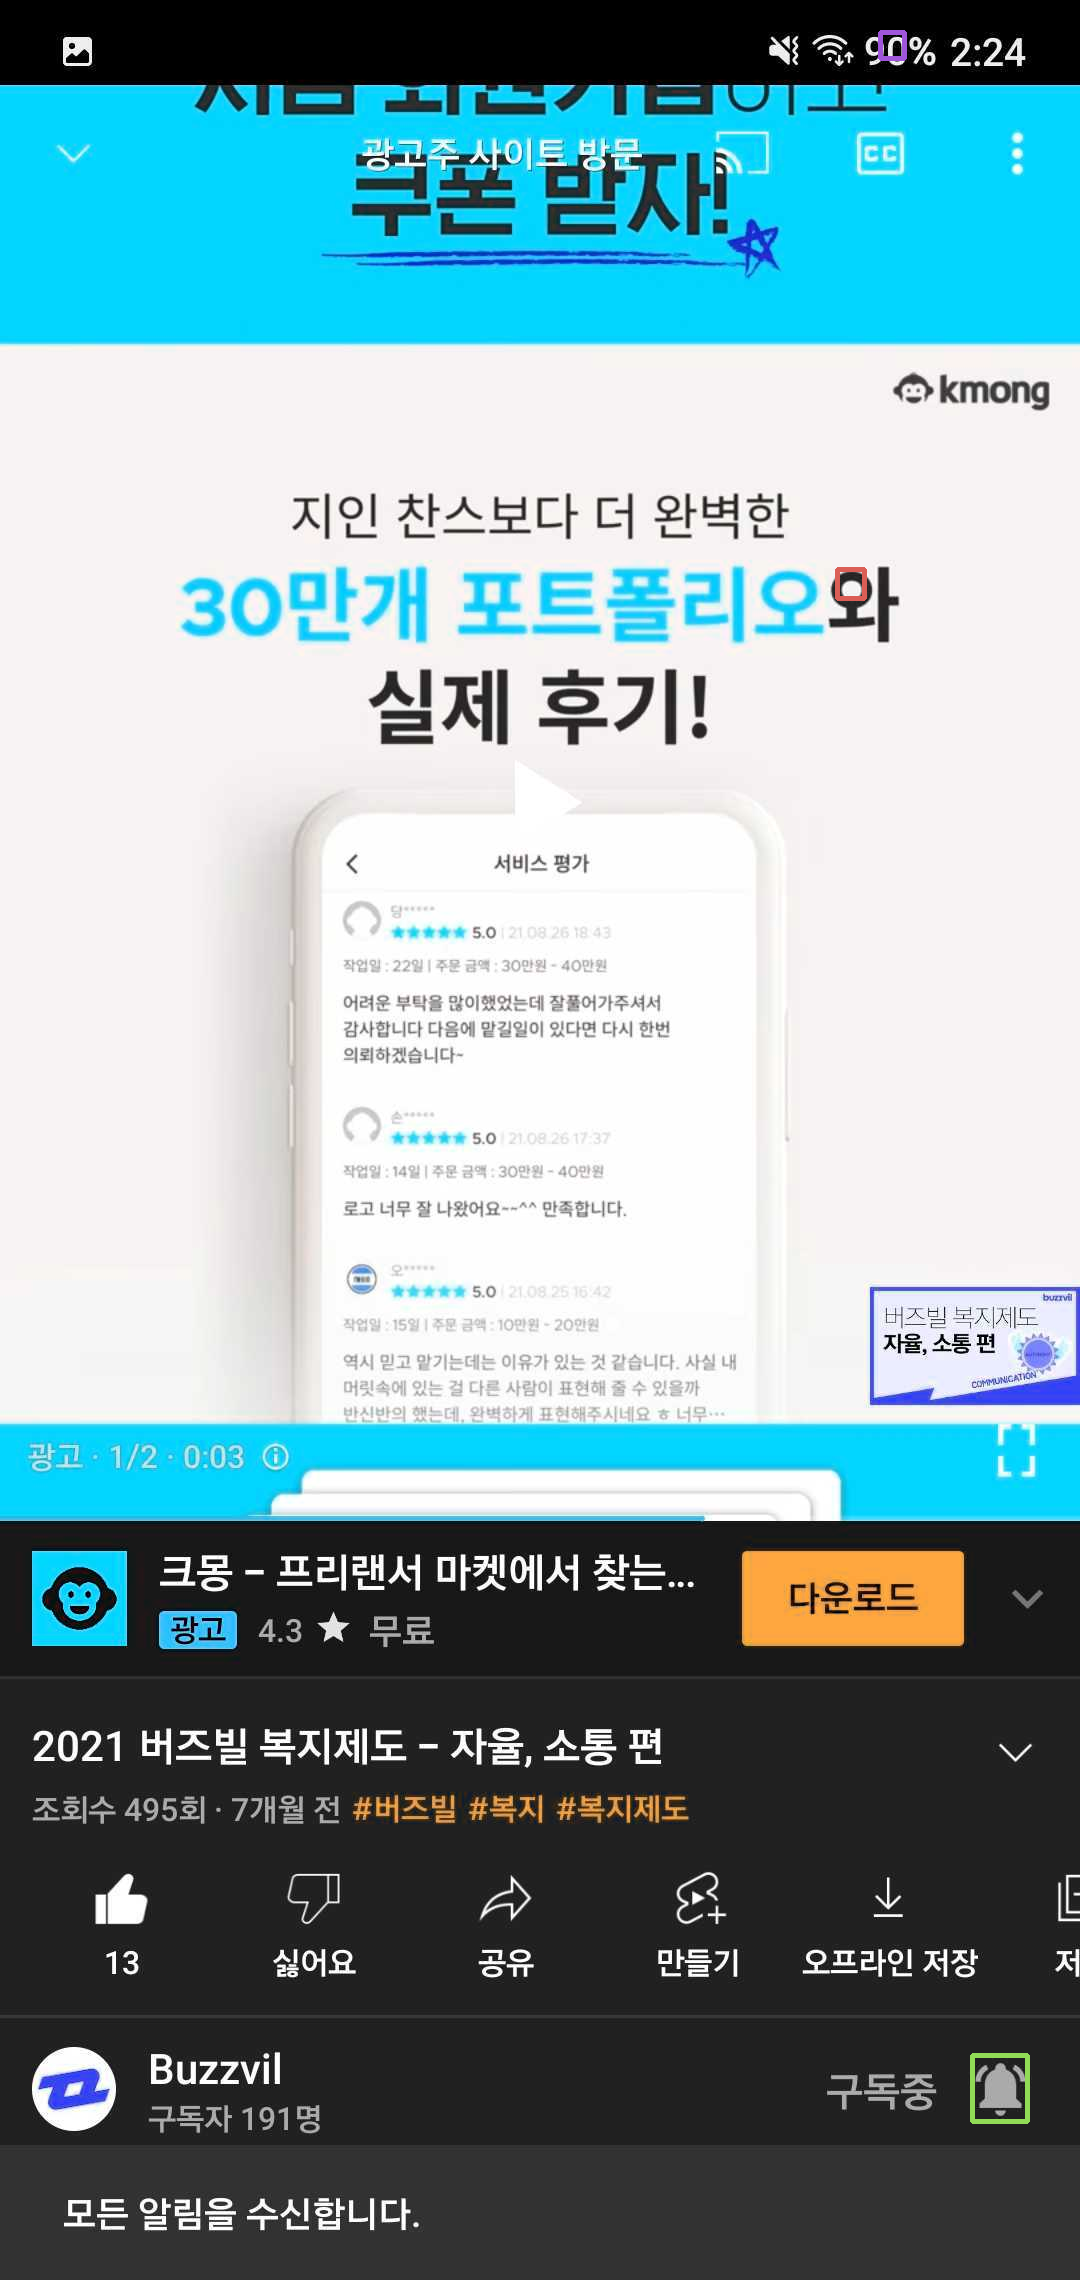 2:24
광고주 사이트 방문
쿠폰 받자!
kmong
지인 찬스보다 더 완벽한
30만개 포트폴리오와
실제 후기!
서비스 평가
당*****
★★★★★ 5.0 | 21.08.26 18:43
작업일 : 22일 | 주문 금액 : 30만원 ~ 40만원
어려운 부탁을 많이했었는데 잘풀어가주셔서
감사합니다 다음에 맡길일이 있다면 다시 한번
의뢰하겠습니다~
손*****
★★★★★ 5.0 | 21.08.26 17:37
작업일 : 14일 | 주문 금액 : 30만원 ~ 40만원
로고 너무 잘 나왔어요~~^^ 만족합니다.
오*****
★★★★★ 5.0 | 21.08.25 16:42
작업일 : 15일 | 주문 금액 : 10만원 ~ 20만원
역시 믿고 맡기는데는 이유가 있는 것 같습니다. 사실 내
머릿속에 있는 걸 다른 사람이 표현해 줄 수 있을까
반신반의 했는데, 완벽하게 표현해주시네요 ㅎ 너무…
buzzvil
버즈빌 복지제도
자율, 소통 편
COMMUNICATION
광고 · 1/2 · 0:03
크몽 – 프리랜서 마켓에서 찾는...
다운로드
광고 4.3 ★ 무료
2021 버즈빌 복지제도 – 자율, 소통 편
조회수 495회 · 7개월 전 #버즈빌 #복지 #복지제도
13 싫어요 공유 만들기 오프라인 저장
Buzzvil
구독자 191명
구독중
모든 알림을 수신합니다.